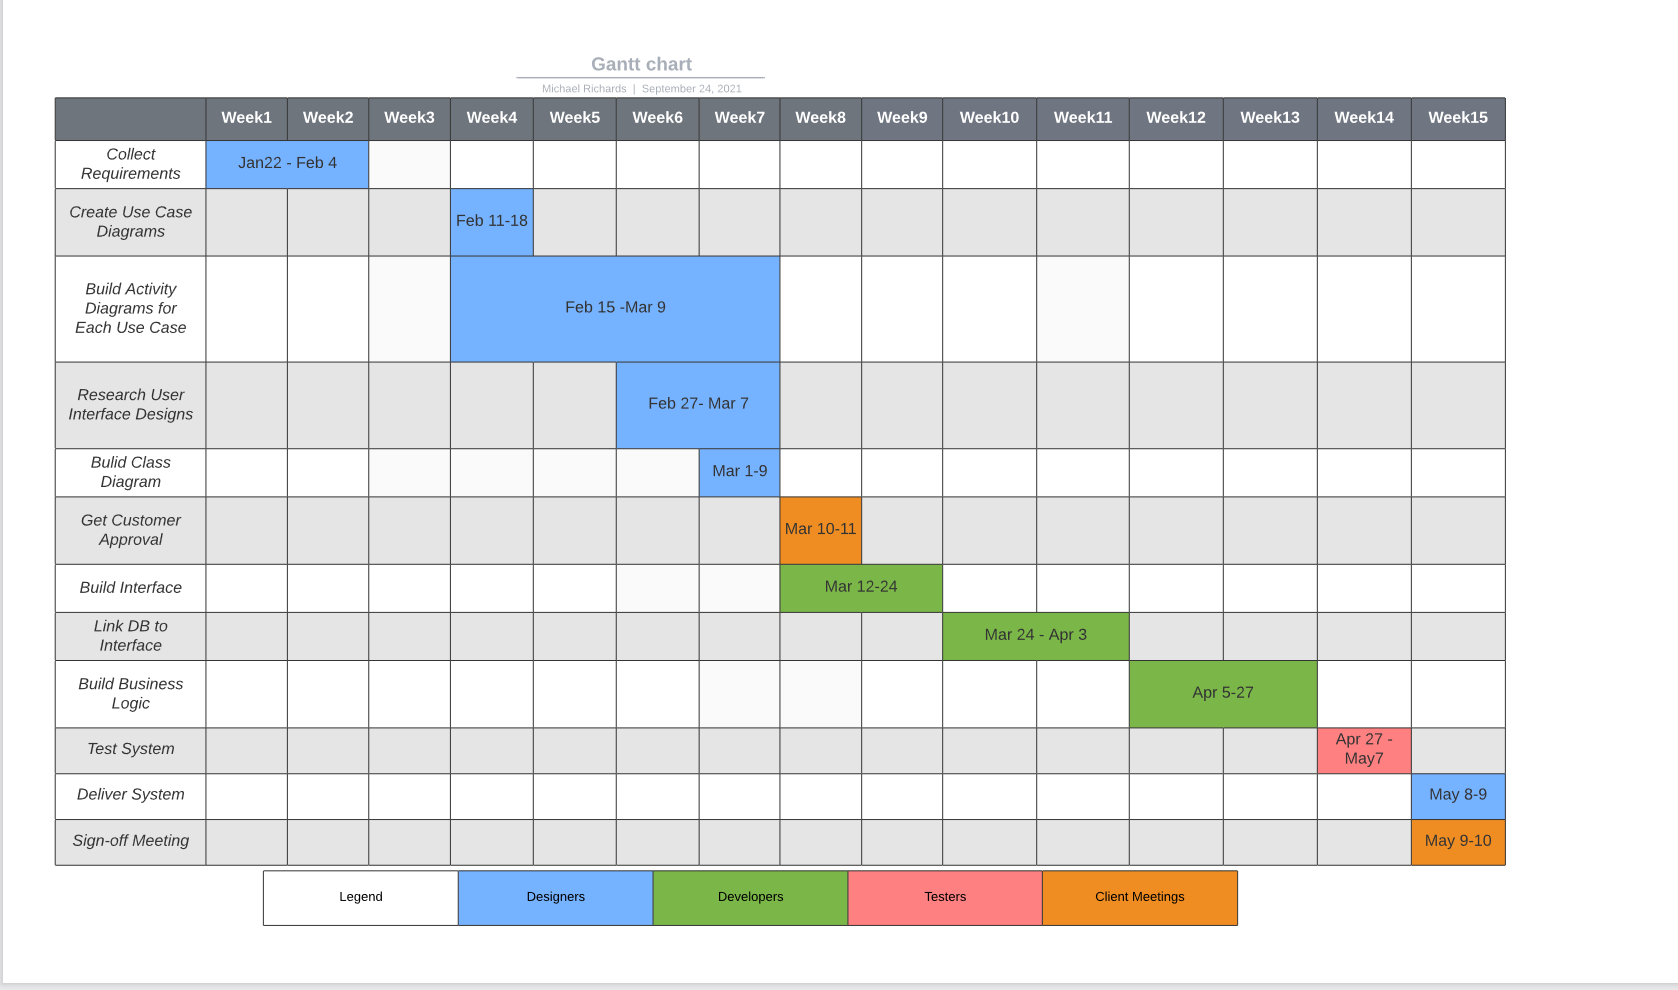 Gantt chart
Michael Richards | September 24, 2021
Week1 Week2 Week3 Week4 Week5 Week6 Week7 Week8 Week9 Week10 Week11 Week12 Week13 Week14 Week15
Collect
Requirements
Jan22 - Feb 4
Create Use Case
Diagrams
Feb 11-18
Build Activity
Diagrams for
Each Use Case
Feb 15 -Mar 9
Research User
Interface Designs
Feb 27- Mar 7
Bulid Class
Diagram
Mar 1-9
Get Customer
Approval
Mar 10-11
Build Interface
Mar 12-24
Link DB to
Interface
Mar 24 - Apr 3
Build Business
Logic
Apr 5-27
Test System
Apr 27 -
May7
Deliver System
May 8-9
Sign-off Meeting
May 9-10
Legend
Designers
Developers
Testers
Client Meetings